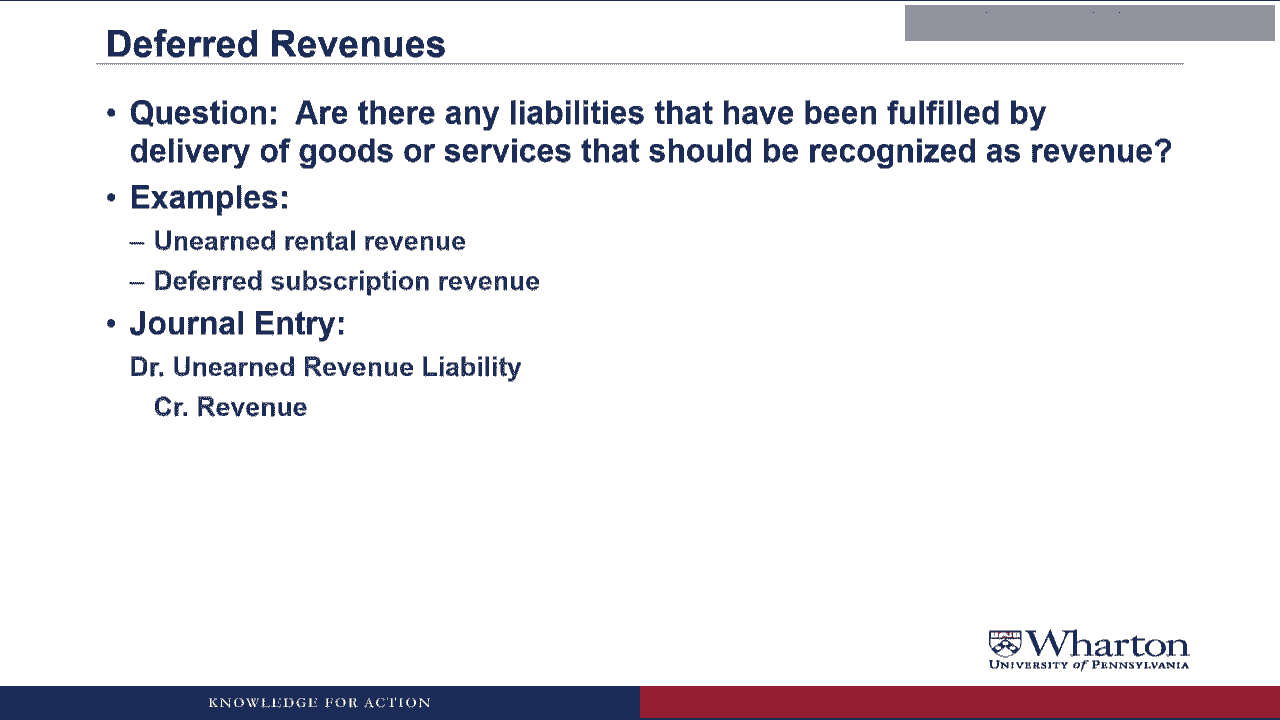 Deferred Revenues
• Question: Are there any liabilities that have been fulfilled by
delivery of goods or services that should be recognized as revenue?
• Examples:
– Unearned rental revenue
– Deferred subscription revenue
• Journal Entry:
Dr. Unearned Revenue Liability
Cr. Revenue
Wharton
UNIVERSITY of PENNSYLVANIA
KNOWLEDGE FOR ACTION